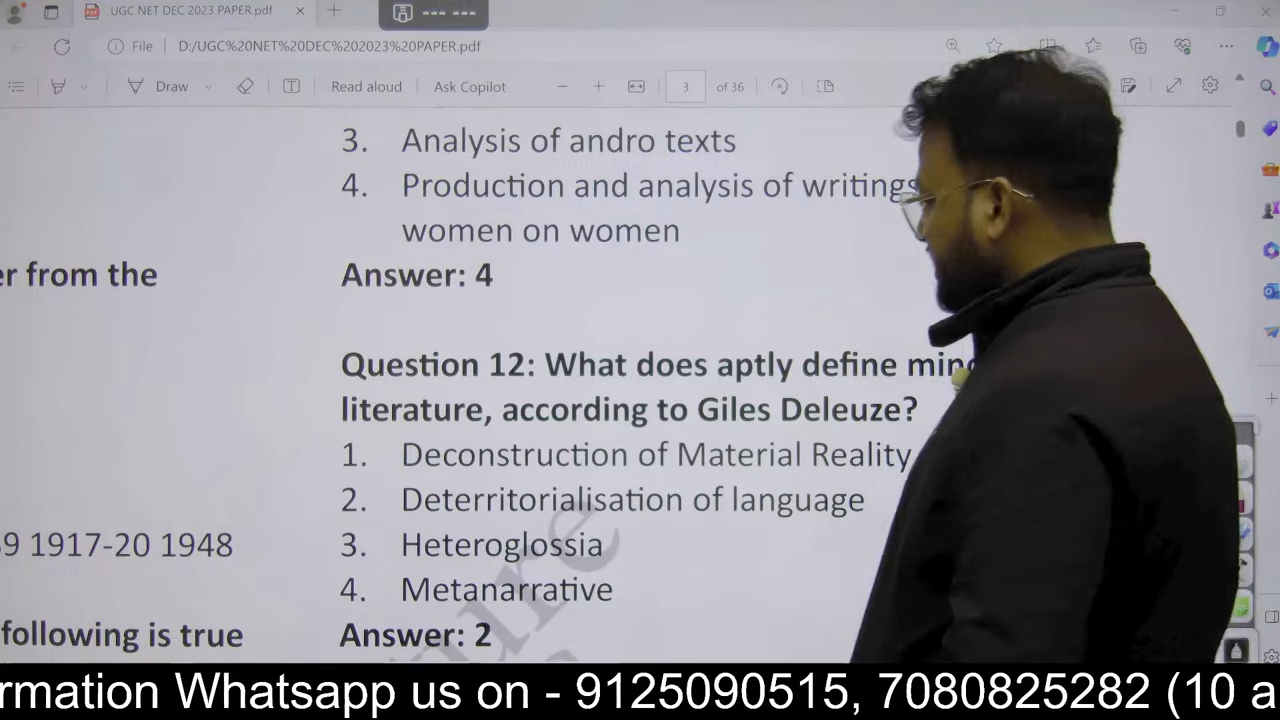 UGC NET DEC 2023 PAPER.pdf
File D:/UGC%20NET%20DEC%202023%20PAPER.pdf
Draw Read aloud Ask Copilot 3 of 36
3. Analysis of andro texts
4. Production and analysis of writings
women on women
er from the
Answer: 4
Question 12: What does aptly define
literature, according to Giles Deleuze?
1. Deconstruction of Material Reality
2. Deterritorialisation of language
3. Heteroglossia
4. Metanarrative
9 1917-20 1948
following is true
Answer: 2
rmation Whatsapp us on - 9125090515, 7080825282 (10 a